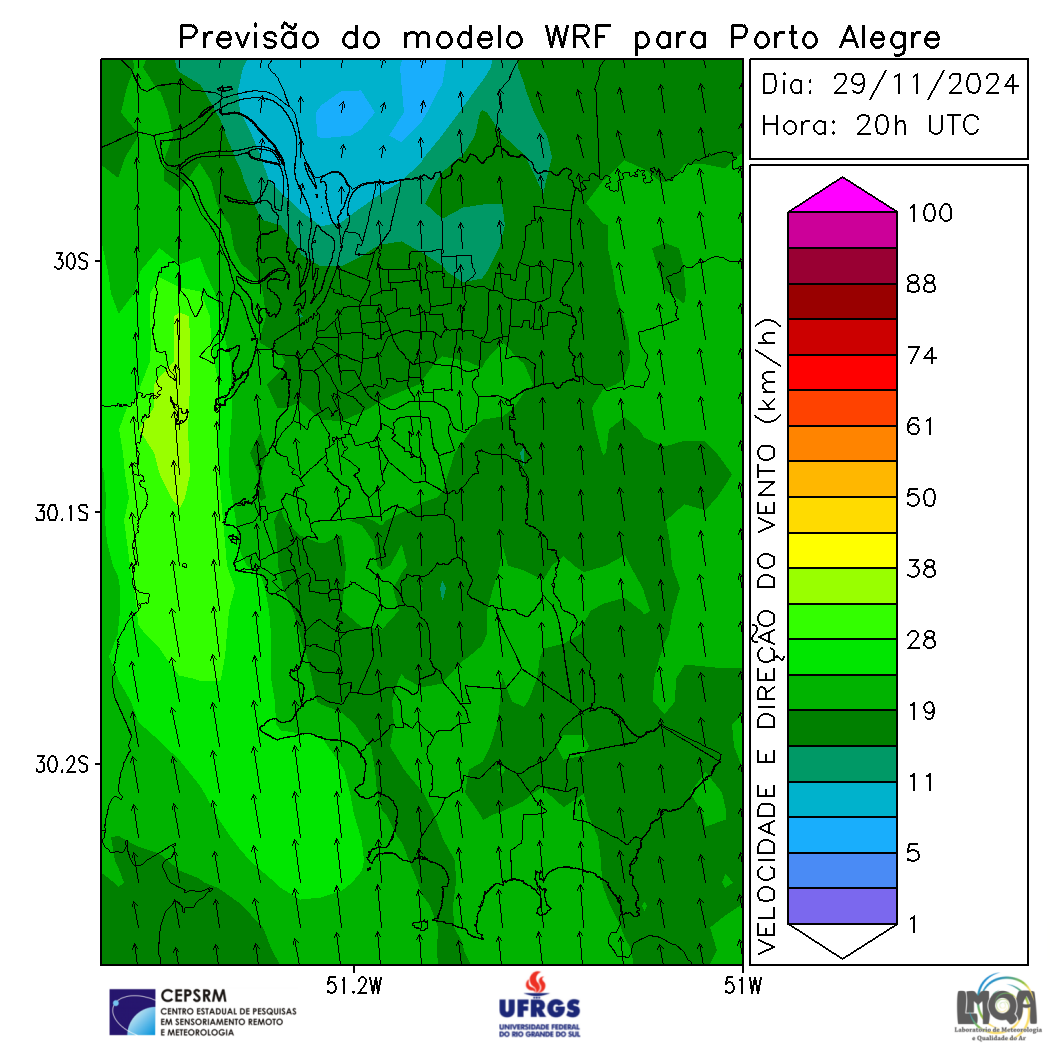 Previsão do modelo WRF para Porto Alegre
Dia: 29/11/2024
Hora: 20h UTC
30S
30.1S
30.2S
51.2W
51W
VELOCIDADE E DIREÇÃO DO VENTO (km/h)
100
88
74
61
50
38
28
19
11
5
1
CEPSRM
CENTRO ESTADUAL DE PESQUISAS
EM SENSORIAMENTO REMOTO
E METEOROLOGIA
UFRGS
UNIVERSIDADE FEDERAL
DO RIO GRANDE DO SUL
LMQA
Laboratório de Meteorologia
e Qualidade do Ar